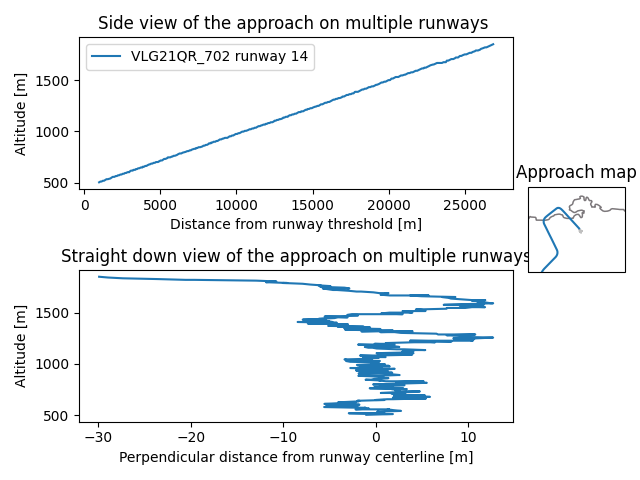 Side view of the approach on multiple runways
VLG21QR_702 runway 14
Altitude [m]
1500
1000
500
0
5000
10000
15000
20000
25000
Distance from runway threshold [m]
Approach map
Straight down view of the approach on multiple runways
Altitude [m]
1500
1000
500
−30
−20
−10
0
10
Perpendicular distance from runway centerline [m]